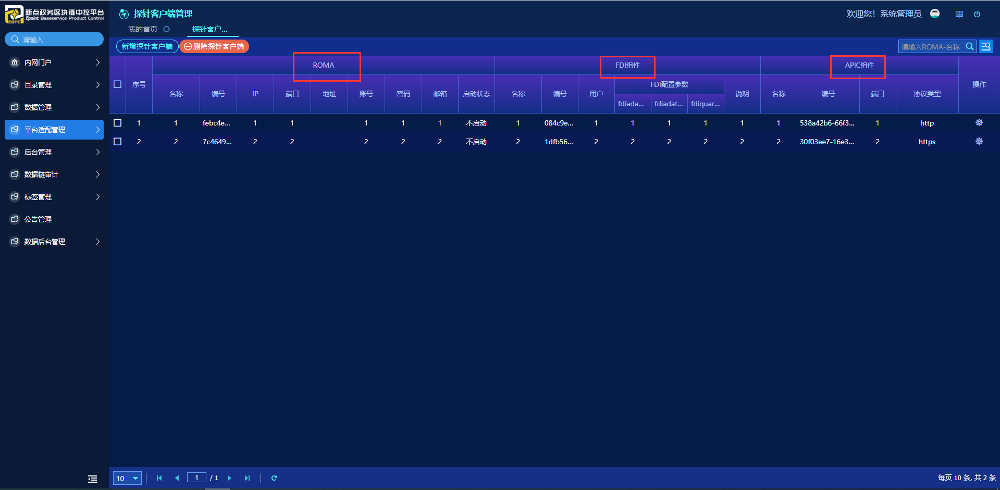 新点政务区块链中控平台
Epoint Baseservice Product Control
EBPC
请输入
内网门户
目录管理
数据管理
平台适配管理
后台管理
数据链审计
标签管理
公告管理
数据后台管理
探针客户端管理
欢迎您！系统管理员
我的首页
探针客户...
新增探针客户端
删除探针客户端
请输入ROMA-名称
序号 ROMA FDI组件 APIC组件 操作
名称 编号 IP 端口 地址 账号 密码 邮箱 启动状态 名称 编号 用户 FDI配置参数 说明 名称 编号 端口 协议类型
fdiada... fdiadat... fdiquar...
1 1 febc4e... 1 1 1 1 1 不启动 1 084c9e... 1 1 1 1 1 1 538a42b6-66f3... 1 http
2 2 7c4649... 2 2 2 2 2 不启动 2 1dfb56... 2 2 2 2 2 2 30f03ee7-16e3... 2 https
10 1 / 1
每页 10 条, 共 2 条